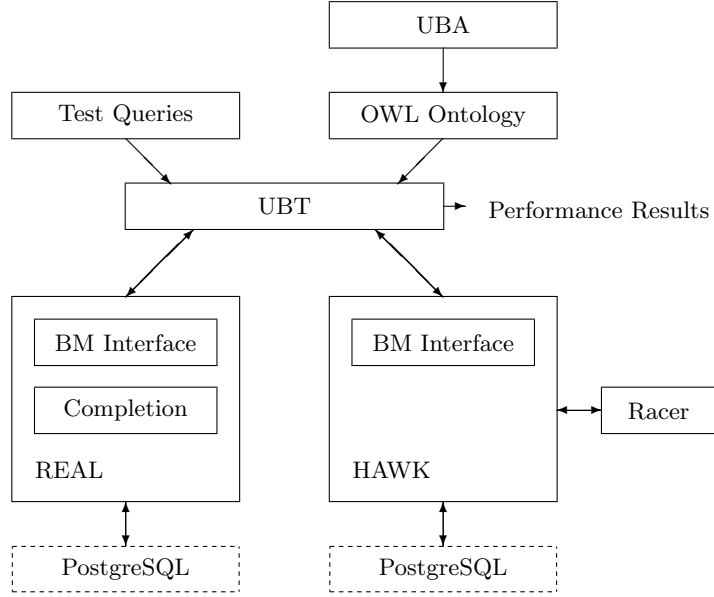 UBA
Test Queries
OWL Ontology
UBT
Performance Results
BM Interface
BM Interface
Completion
Racer
REAL
HAWK
PostgreSQL
PostgreSQL